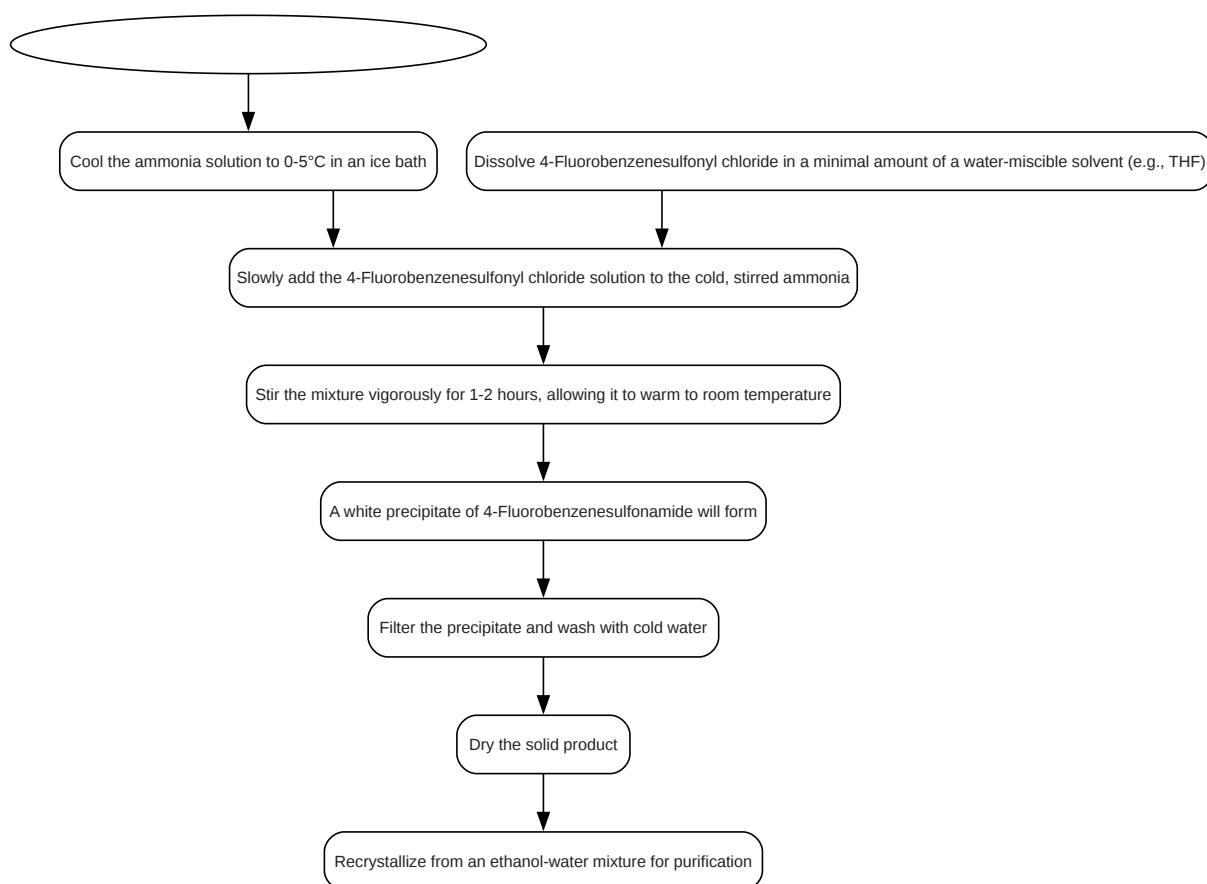 Cool the ammonia solution to 0-5°C in an ice bath
Dissolve 4-Fluorobenzenesulfonyl chloride in a minimal amount of a water-miscible solvent (e.g., THF)
Slowly add the 4-Fluorobenzenesulfonyl chloride solution to the cold, stirred ammonia
Stir the mixture vigorously for 1-2 hours, allowing it to warm to room temperature
A white precipitate of 4-Fluorobenzenesulfonamide will form
Filter the precipitate and wash with cold water
Dry the solid product
Recrystallize from an ethanol-water mixture for purification